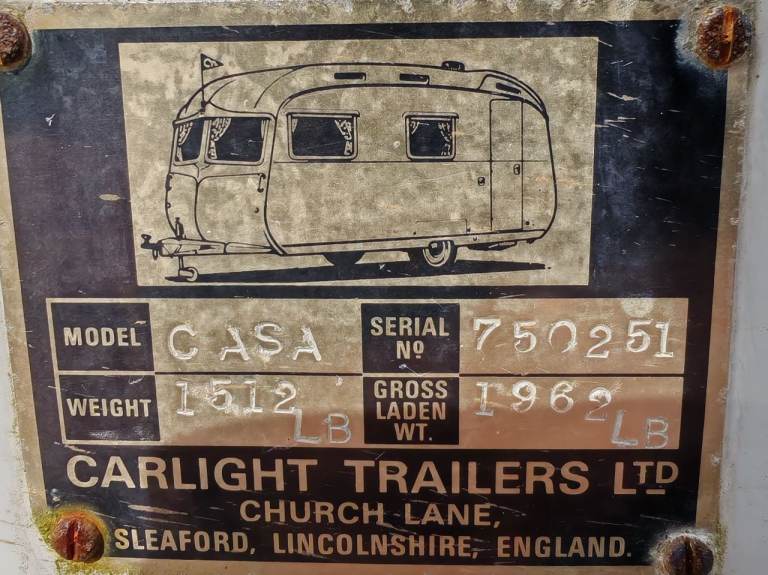 MODEL CASA SERIAL Nº 750251
WEIGHT 1512 LB GROSS LADEN WT. 1962 LB
CARLIGHT TRAILERS LTD
CHURCH LANE,
SLEAFORD, LINCOLNSHIRE, ENGLAND.